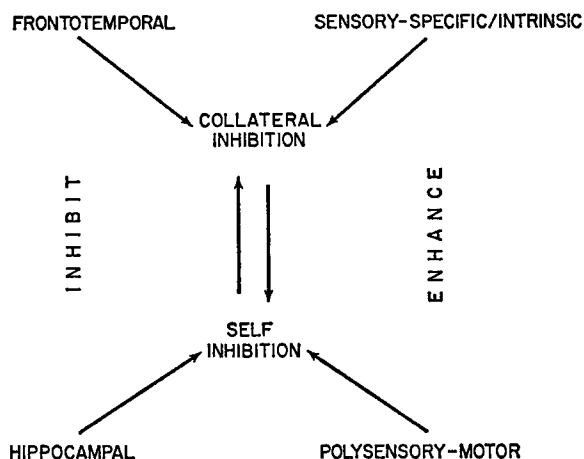 FRONTOTEMPORAL
SENSORY-SPECIFIC/INTRINSIC
COLLATERAL
INHIBITION
INHIBIT
ENHANCE
SELF
INHIBITION
HIPPOCAMPAL
POLYSENSORY-MOTOR